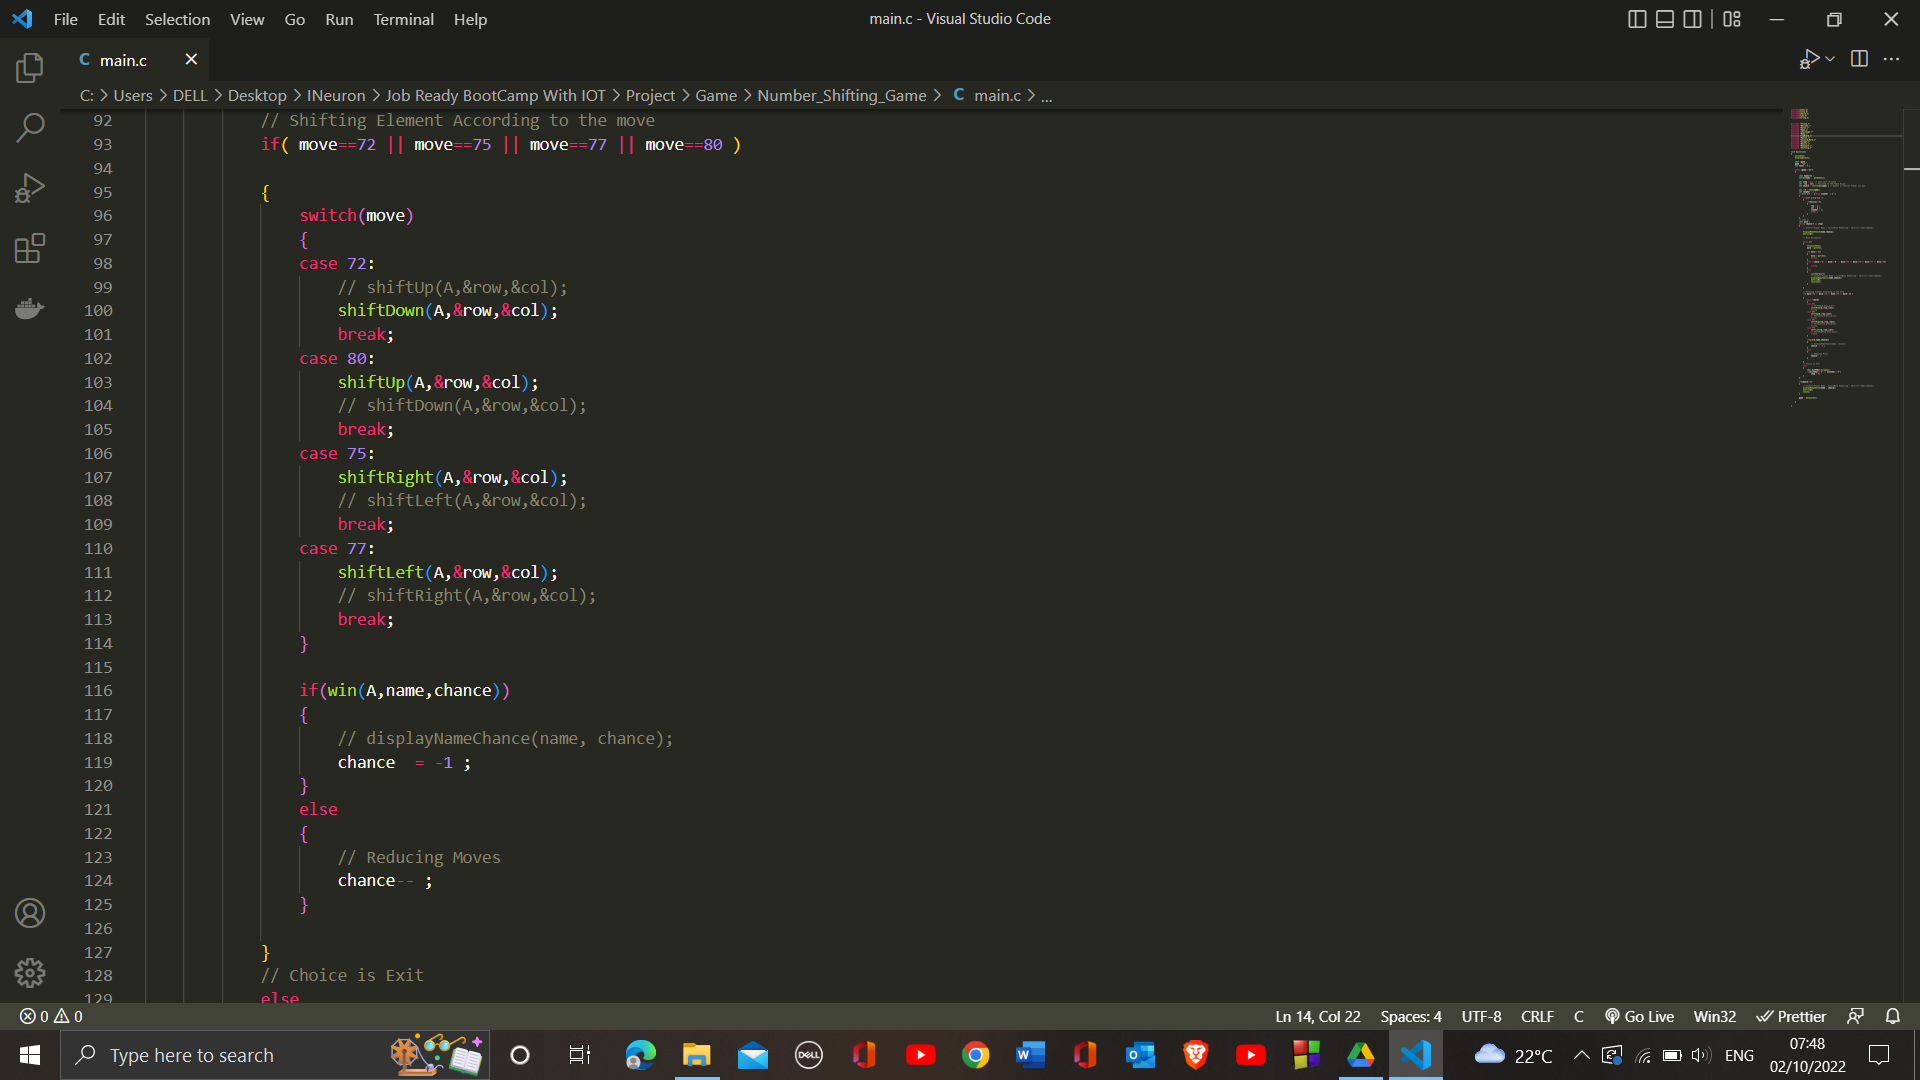 File Edit Selection View Go Run Terminal Help
main.c - Visual Studio Code
C main.c
C: > Users > DELL > Desktop > INeuron > Job Ready BootCamp With IOT > Project > Game > Number_Shifting_Game > C main.c > ...
92 // Shifting Element According to the move
93 if( move==72 || move==75 || move==77 || move==80 )
94
95 {
96 switch(move)
97 {
98 case 72:
99 // shiftUp(A,&row,&col);
100 shiftDown(A,&row,&col);
101 break;
102 case 80:
103 shiftUp(A,&row,&col);
104 // shiftDown(A,&row,&col);
105 break;
106 case 75:
107 shiftRight(A,&row,&col);
108 // shiftLeft(A,&row,&col);
109 break;
110 case 77:
111 shiftLeft(A,&row,&col);
112 // shiftRight(A,&row,&col);
113 break;
114 }
115
116 if(win(A,name,chance))
117 {
118 // displayNameChance(name, chance);
119 chance  = -1 ;
120 }
121 else
122 {
123 // Reducing Moves
124 chance-- ;
125 }
126
127 }
128 // Choice is Exit
129 else
0 0
Ln 14, Col 22 Spaces: 4 UTF-8 CRLF C Go Live Win32 Prettier
Type here to search
DELL
22°C
ENG
07:48
02/10/2022